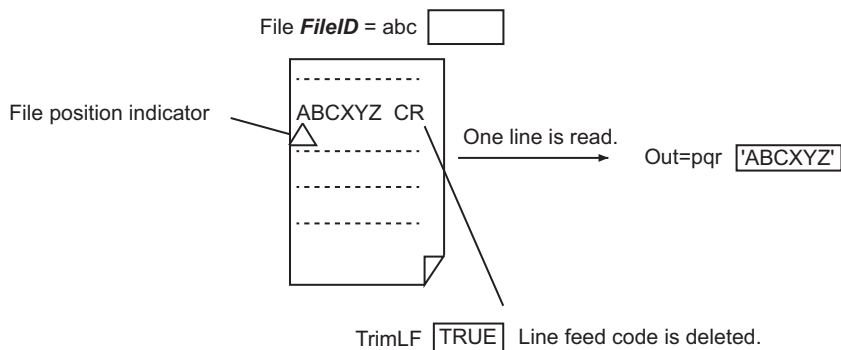 File FileID = abc
File position indicator
ABCXYZ CR
One line is read.
Out=pqr 'ABCXYZ'
TrimLF TRUE Line feed code is deleted.